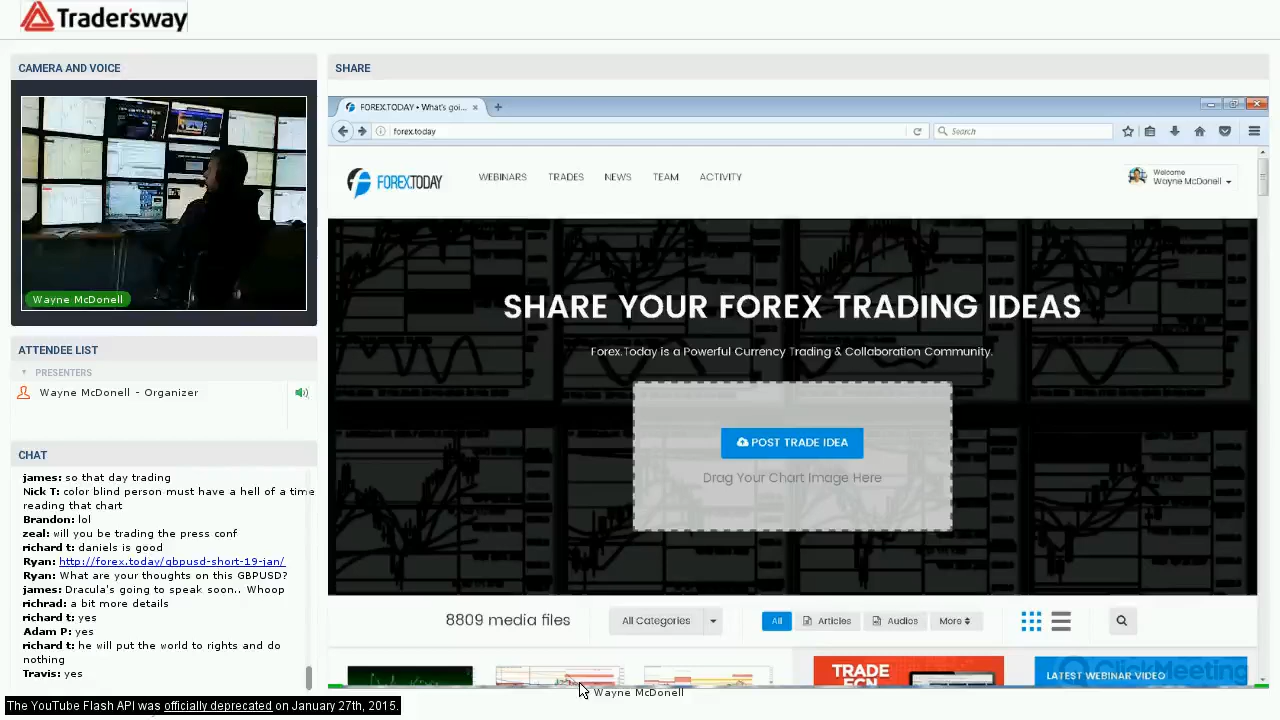 Tradersway
CAMERA AND VOICE
Wayne McDonell
ATTENDEE LIST
PRESENTERS
Wayne McDonell - Organizer
CHAT
james: so that day trading
Nick T: color blind person must have a hell of a time
reading that chart
Brandon: lol
zeal: will you be trading the press conf
richard t: daniels is good
Ryan: http://forex.today/gbpusd-short-19-jan/
Ryan: What are your thoughts on this GBPUSD?
james: Dracula's going to speak soon.. Whoop
richrad: a bit more details
richard t: yes
Adam P: yes
richard t: he will put the world to rights and do
nothing
Travis: yes
The YouTube Flash API was officially deprecated on January 27th, 2015.
SHARE
FOREX.TODAY • What's goi...
forex.today
Search
FOREX.TODAY
WEBINARS TRADES NEWS TEAM ACTIVITY
Welcome
Wayne McDonell
SHARE YOUR FOREX TRADING IDEAS
Forex.Today is a Powerful Currency Trading & Collaboration Community.
POST TRADE IDEA
Drag Your Chart Image Here
8809 media files All Categories All Articles Audios More
TRADE
ECN
LATEST WEBINAR VIDEO
ClickMeeting
Wayne McDonell